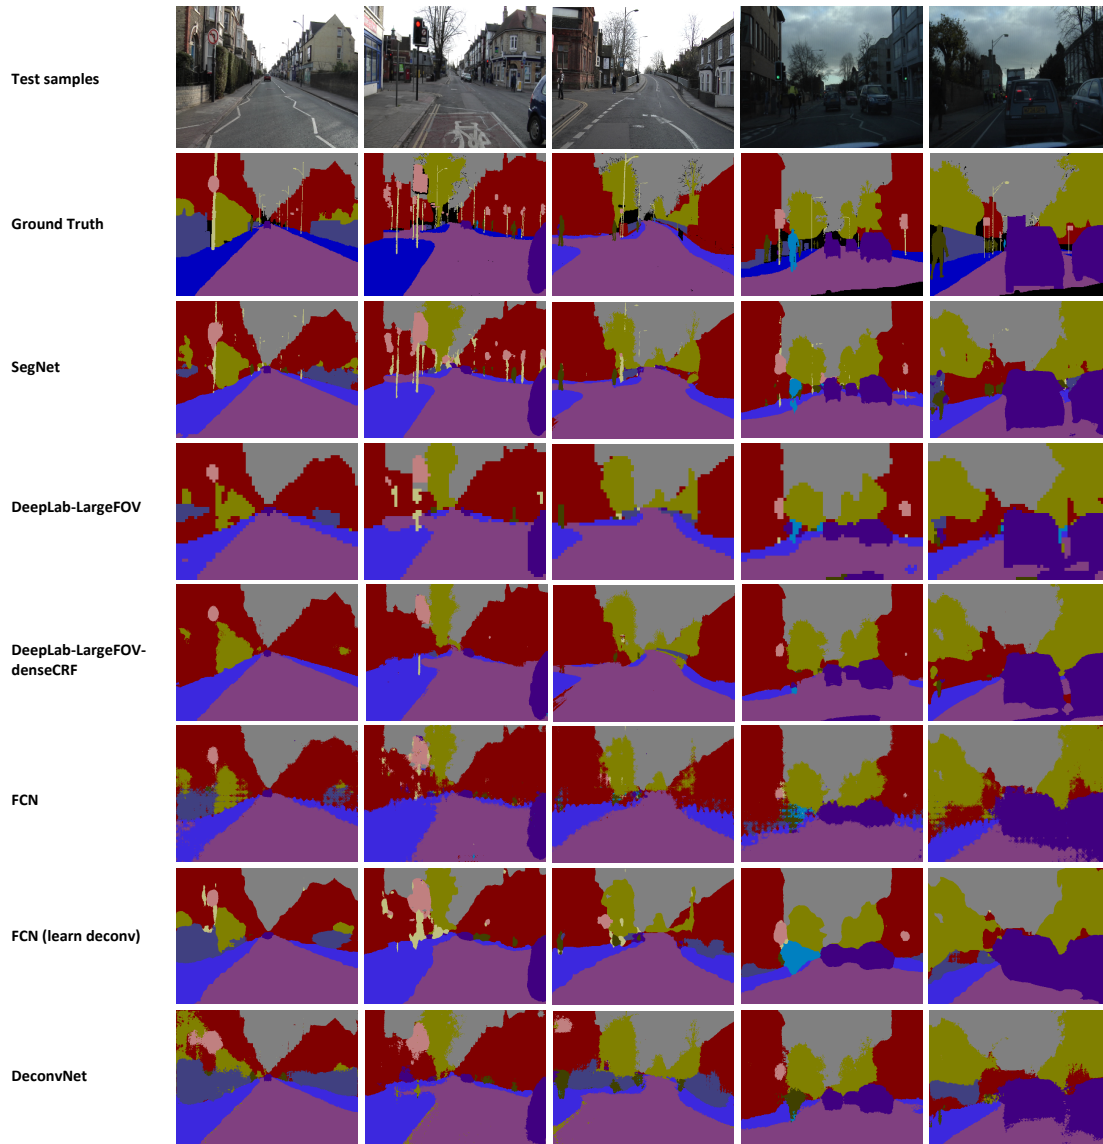 Test samples
Ground Truth
SegNet
DeepLab-LargeFOV
DeepLab-LargeFOV-
denseCRF
FCN
FCN (learn deconv)
DeconvNet